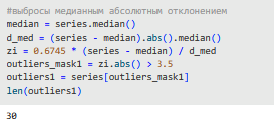 #выбросы медианным абсолютным отклонением
median = series.median()
d_med = (series - median).abs().median()
zi = 0.6745 * (series - median) / d_med
outliers_mask1 = zi.abs() > 3.5
outliers1 = series[outliers_mask1]
len(outliers1)
30